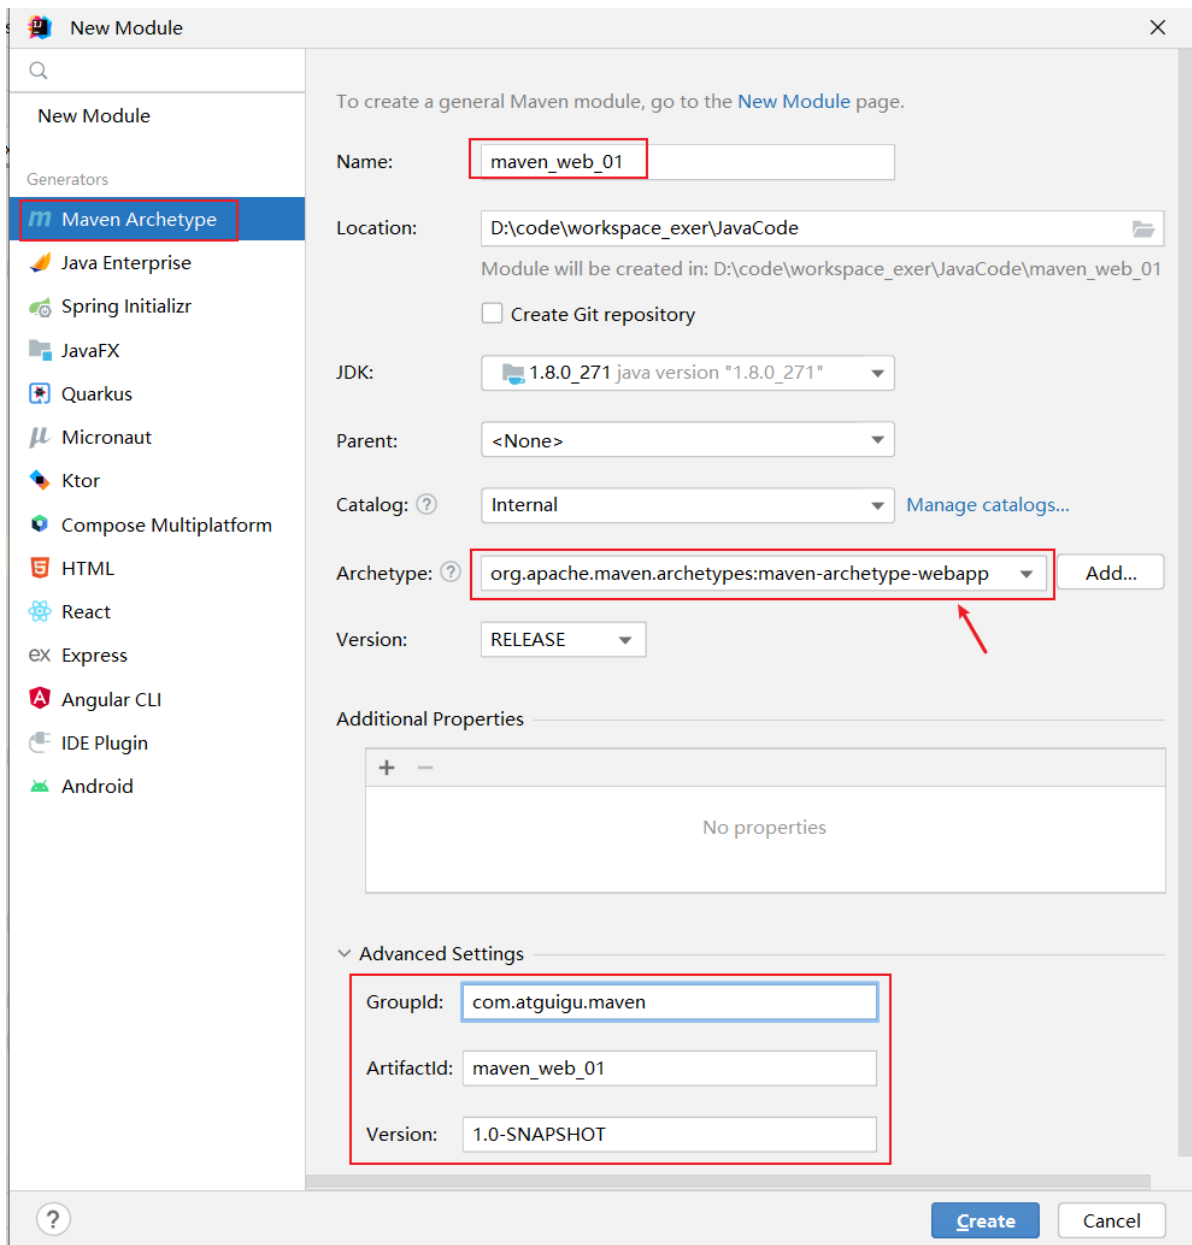 New Module
New Module
Generators
Maven Archetype
Java Enterprise
Spring Initializr
JavaFX
Quarkus
Micronaut
Ktor
Compose Multiplatform
HTML
React
Express
Angular CLI
IDE Plugin
Android
To create a general Maven module, go to the New Module page.
Name: maven_web_01
Location: D:\code\workspace_exer\JavaCode
Module will be created in: D:\code\workspace_exer\JavaCode\maven_web_01
Create Git repository
JDK: 1.8.0_271 java version "1.8.0_271"
Parent: <None>
Catalog: ? Internal Manage catalogs...
Archetype: ? org.apache.maven.archetypes:maven-archetype-webapp Add...
Version: RELEASE
Additional Properties
+ −
No properties
Advanced Settings
GroupId: com.atguigu.maven
ArtifactId: maven_web_01
Version: 1.0-SNAPSHOT
? Create Cancel